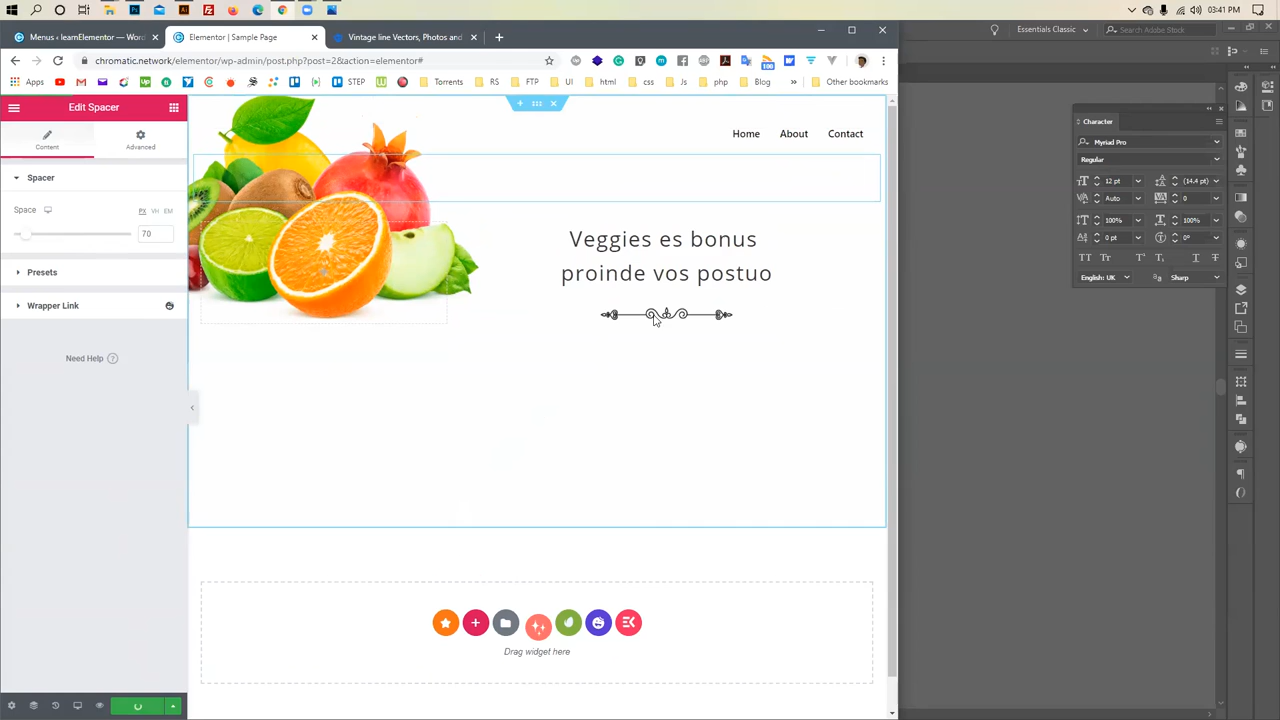 03:41 PM
Menus ‹ learnElementor — Wor
Elementor | Sample Page
Vintage line Vectors, Photos and
Essentials Classic
Search Adobe Stock
chromatic.network/elementor/wp-admin/post.php?post=2&action=elementor#
Apps
Torrents
RS
FTP
UI
html
css
Js
php
Blog
Other bookmarks
STEP
100
Edit Spacer
Content
Advanced
Spacer
Space
PX
VH
EM
70
Presets
Wrapper Link
Need Help
Home
About
Contact
Veggies es bonus
proinde vos postuo
Drag widget here
Character
Myriad Pro
Regular
12 pt
(14.4 pt)
Auto
0
100%
100%
0 pt
0°
English: UK
Sharp